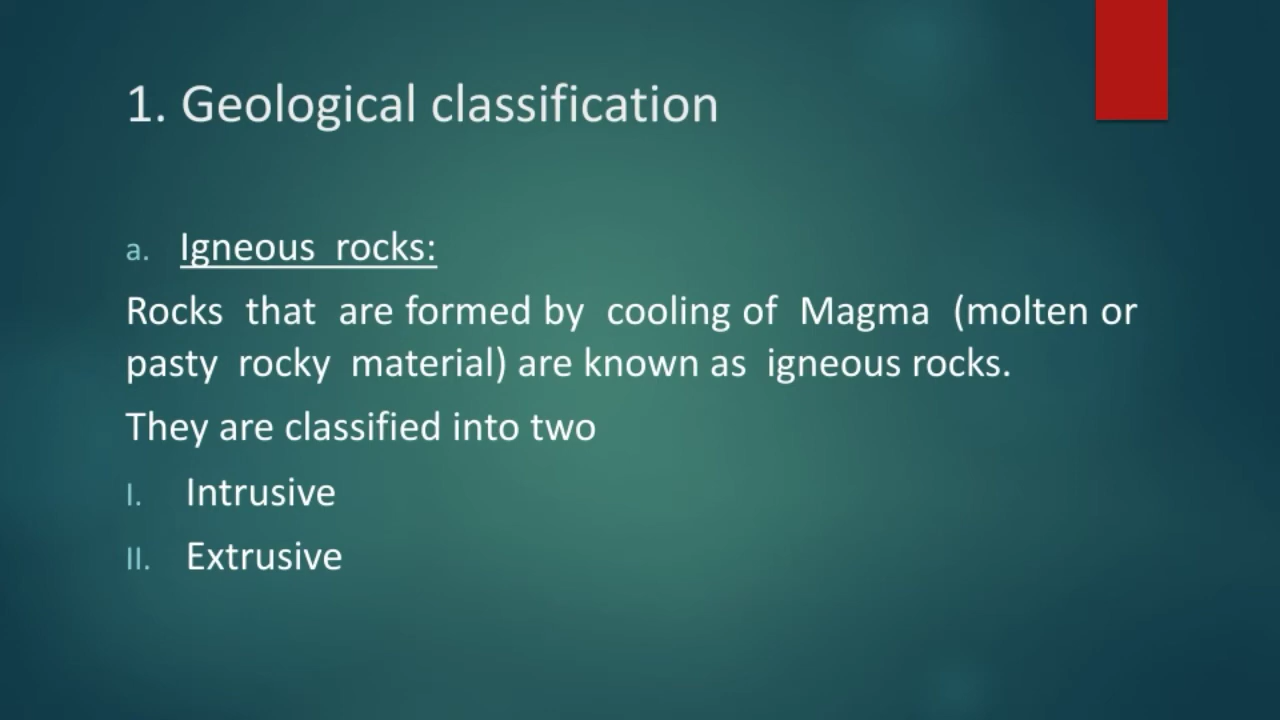 1. Geological classification
a. Igneous rocks:
Rocks that are formed by cooling of Magma (molten or
pasty rocky material) are known as igneous rocks.
They are classified into two
I. Intrusive
II. Extrusive